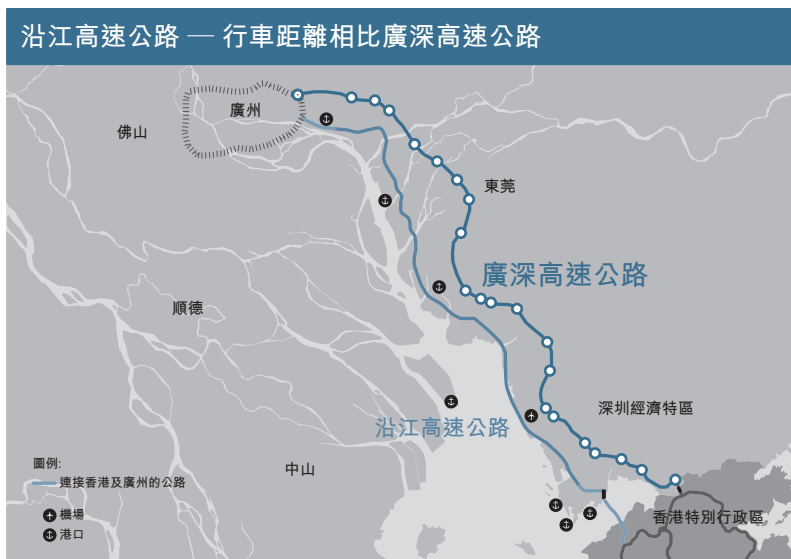 沿江高速公路 — 行車距離相比廣深高速公路
廣州
佛山
東莞
廣深高速公路
順德
深圳經濟特區
沿江高速公路
圖例:
中山
連接香港及廣州的公路
機場
香港特別行政區
港口